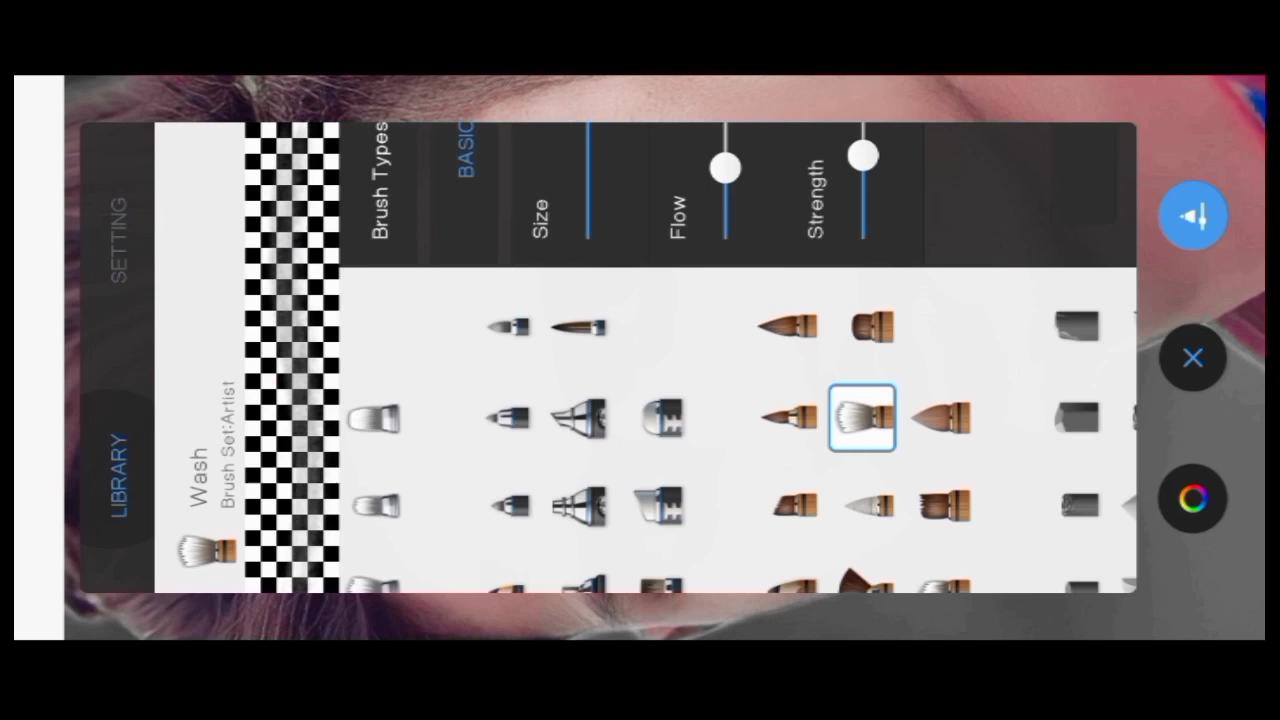 LIBRARY
SETTING
Wash
Brush Set:Artist
Brush Types
BASIC
Size
Flow
Strength